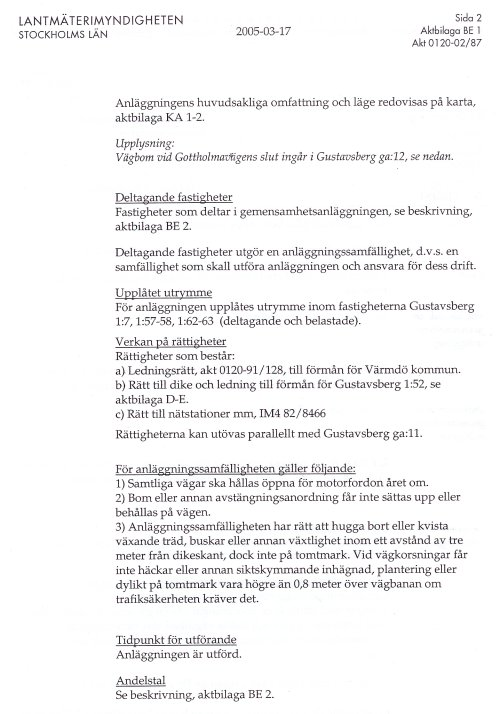 LANTMÄTERIMYNDIGHETEN
STOCKHOLMS LÄN
2005-03-17
Sida 2
Aktbilaga BE 1
Akt 0120-02/87
Anläggningens huvudsakliga omfattning och läge redovisas på karta,
aktbilaga KA 1-2.
Upplysning:
Vägbom vid Gottholmavägens slut ingår i Gustavsberg ga:12, se nedan.
Deltagande fastigheter
Fastigheter som deltar i gemensamhetsanläggningen, se beskrivning,
aktbilaga BE 2.
Deltagande fastigheter utgör en anläggningssamfällighet, d.v.s. en
samfällighet som skall utföra anläggningen och ansvara för dess drift.
Upplåtet utrymme
För anläggningen upplåtes utrymme inom fastigheterna Gustavsberg
1:7, 1:57-58, 1:62-63 (deltagande och belastade).
Verkan på rättigheter
Rättigheter som består:
a) Ledningsrätt, akt 0120-91/128, till förmån för Värmdö kommun.
b) Rätt till dike och ledning till förmån för Gustavsberg 1:52, se
aktbilaga D-E.
c) Rätt till nätstationer mm, IM4 82/8466
Rättigheterna kan utövas parallellt med Gustavsberg ga:11.
För anläggningssamfälligheten gäller följande:
1) Samtliga vägar ska hållas öppna för motorfordon året om.
2) Bom eller annan avstängningsanordning får inte sättas upp eller
behållas på vägen.
3) Anläggningssamfälligheten har rätt att hugga bort eller kvista
växande träd, buskar eller annan växtlighet inom ett avstånd av tre
meter från dikeskant, dock inte på tomtmark. Vid vägkorsningar får
inte häckar eller annan siktskymmande inhägnad, plantering eller
dylikt på tomtmark vara högre än 0,8 meter över vägbanan om
trafiksäkerheten kräver det.
Tidpunkt för utförande
Anläggningen är utförd.
Andelstal
Se beskrivning, aktbilaga BE 2.